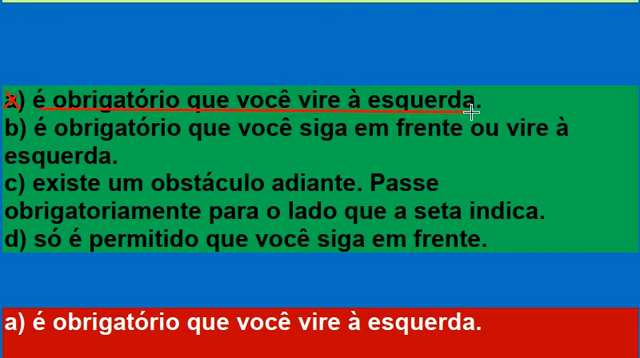 a) é obrigatório que você vire à esquerda.
b) é obrigatório que você siga em frente ou vire à
esquerda.
c) existe um obstáculo adiante. Passe
obrigatoriamente para o lado que a seta indica.
d) só é permitido que você siga em frente.
a) é obrigatório que você vire à esquerda.